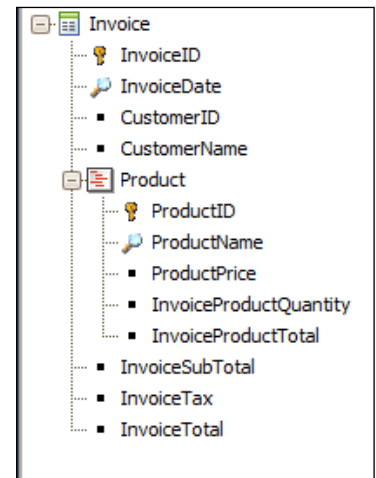 Invoice
InvoiceID
InvoiceDate
CustomerID
CustomerName
Product
ProductID
ProductName
ProductPrice
InvoiceProductQuantity
InvoiceProductTotal
InvoiceSubTotal
InvoiceTax
InvoiceTotal